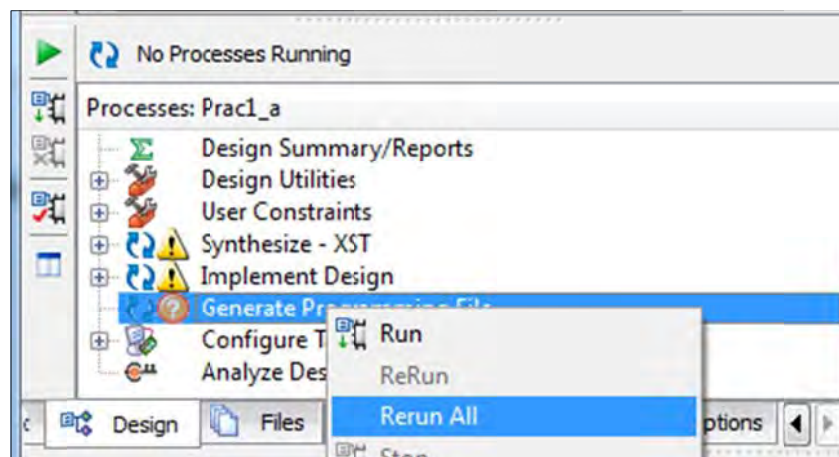 No Processes Running
Processes: Prac1_a
Design Summary/Reports
Design Utilities
User Constraints
Synthesize - XST
Implement Design
Generate Programming File
Configure T
Run
Analyze Des
ReRun
Rerun All
Design
Files
ptions
Stop